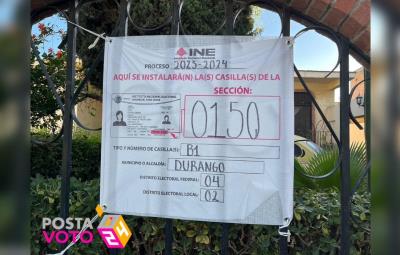 INE
PROCESO 2023-2024
AQUÍ SE INSTALARÁ(N) LA(S) CASILLA(S) DE LA
SECCIÓN:
0150
TIPO Y NÚMERO DE CASILLA(S): B1
MUNICIPIO O ALCALDÍA:
DURANGO
DISTRITO ELECTORAL FEDERAL: 04
DISTRITO ELECTORAL LOCAL: 02
POSTA
VOTO 24